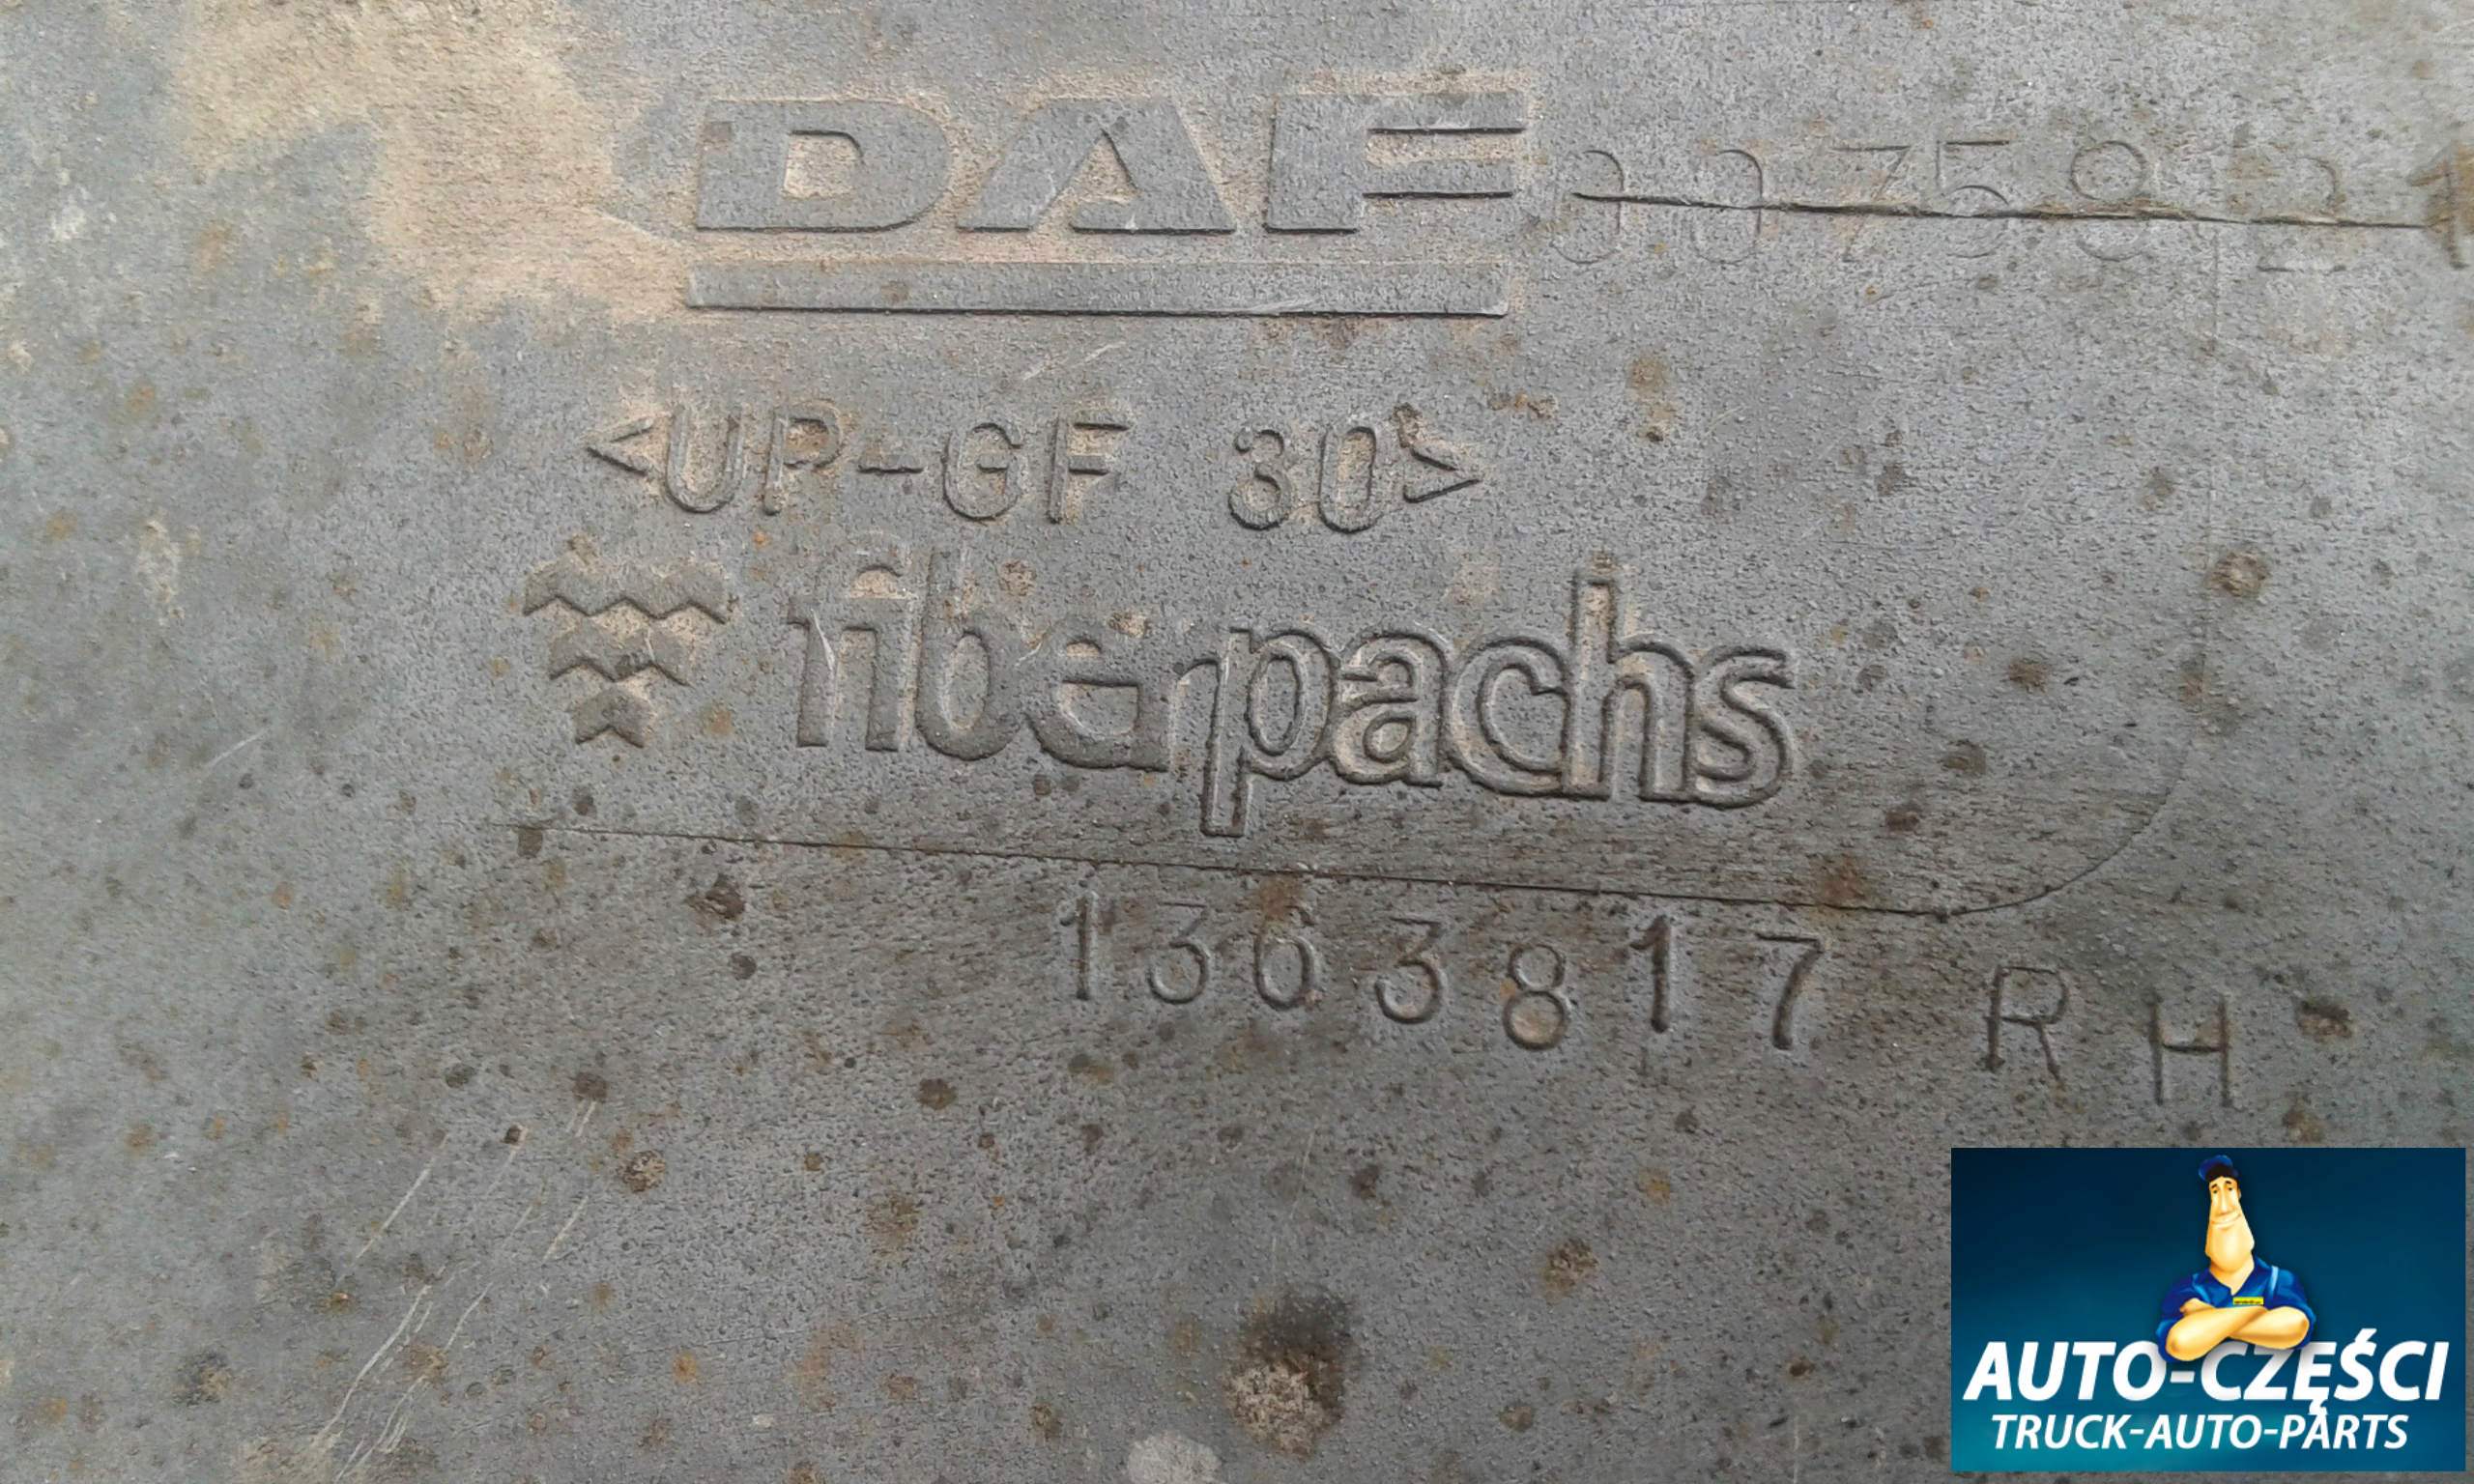 DAF
<UP-GF 30>
fiberpachs
1363817 RH
AUTO-CZĘŚCI
TRUCK-AUTO-PARTS